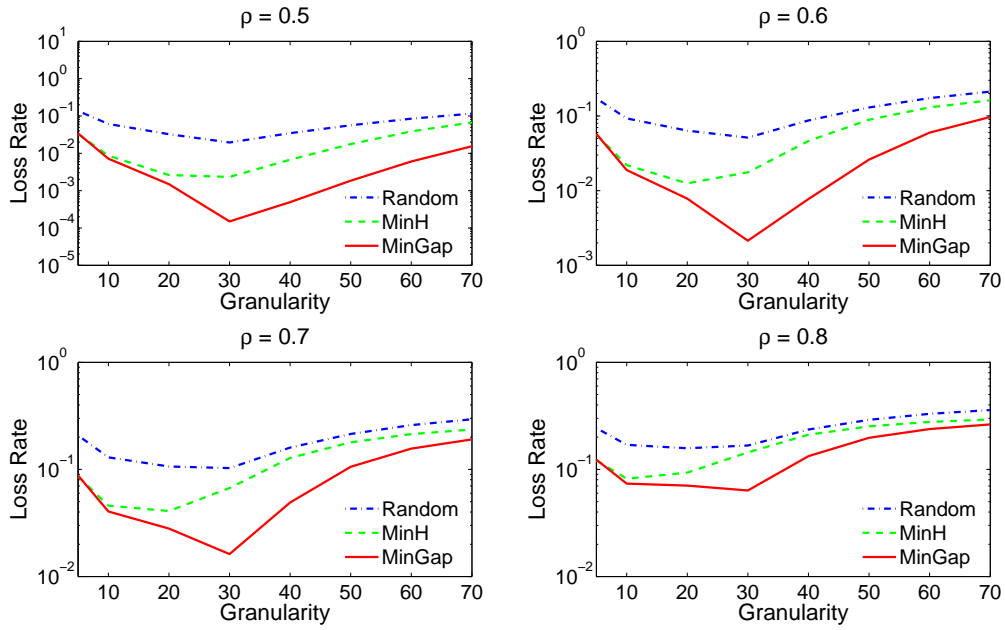 ρ = 0.5
10^1
10^0
10^−1
10^−2
10^−3
10^−4
10^−5
Loss Rate
Random
MinH
MinGap
10 20 30 40 50 60 70
Granularity
ρ = 0.6
10^0
10^−1
10^−2
10^−3
Loss Rate
Random
MinH
MinGap
10 20 30 40 50 60 70
Granularity
ρ = 0.7
10^0
10^−1
10^−2
Loss Rate
Random
MinH
MinGap
10 20 30 40 50 60 70
Granularity
ρ = 0.8
10^0
10^−1
10^−2
Loss Rate
Random
MinH
MinGap
10 20 30 40 50 60 70
Granularity